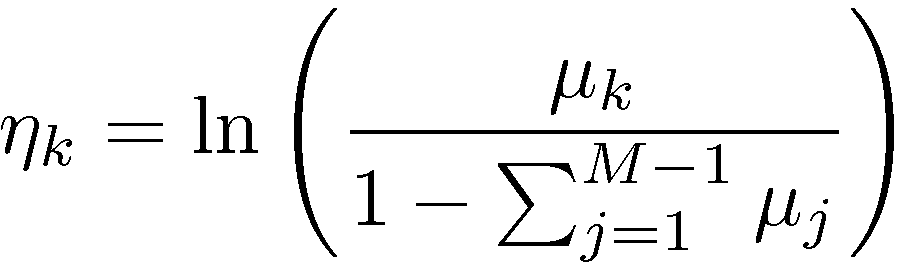 η_k = ln ( μ_k / (1 − ∑_{j=1}^{M−1} μ_j) )